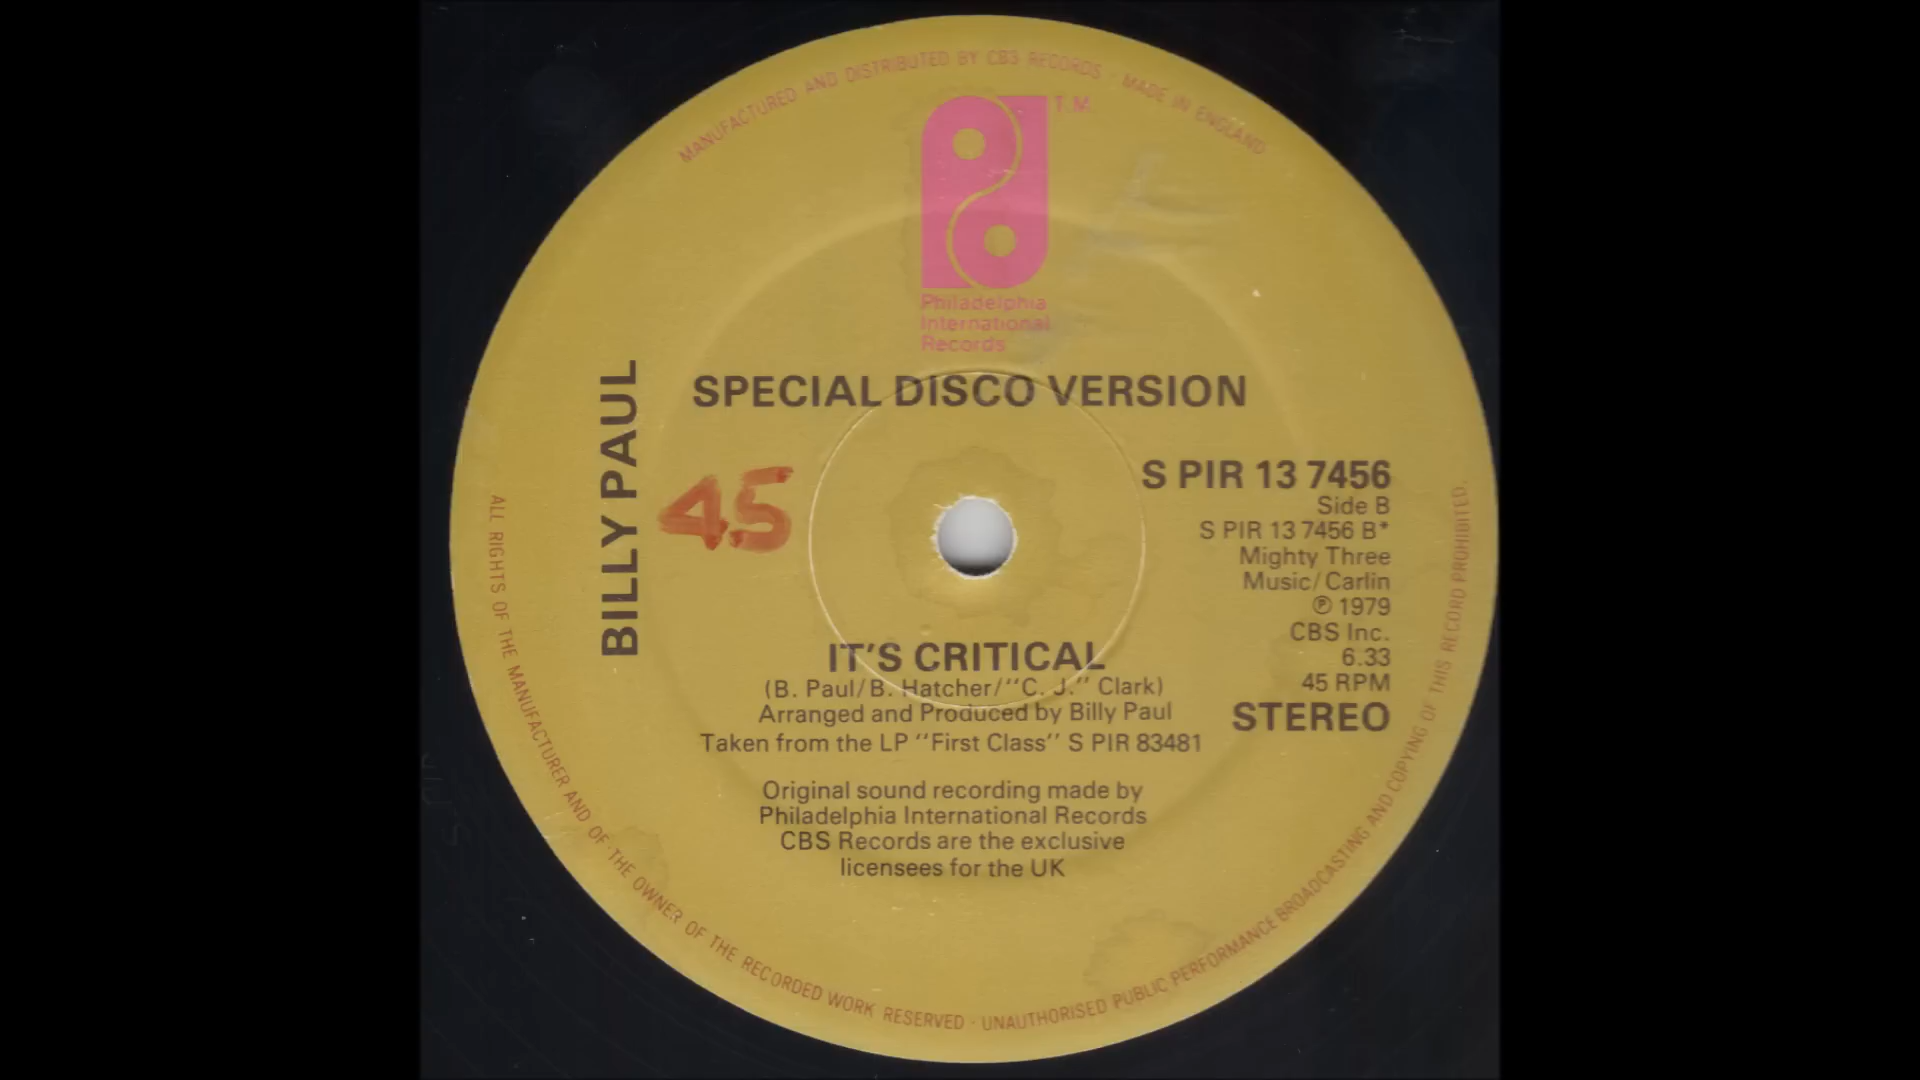 MANUFACTURED AND DISTRIBUTED BY CBS RECORDS · MADE IN ENGLAND
T.M.
Philadelphia
International
Records
SPECIAL DISCO VERSION
BILLY PAUL
45
S PIR 13 7456
Side B
S PIR 13 7456 B*
Mighty Three
Music/Carlin
℗ 1979
CBS Inc.
6.33
45 RPM
STEREO
IT'S CRITICAL
(B. Paul/B. Hatcher/"C. J." Clark)
Arranged and Produced by Billy Paul
Taken from the LP "First Class" S PIR 83481
Original sound recording made by
Philadelphia International Records
CBS Records are the exclusive
licensees for the UK
ALL RIGHTS OF THE MANUFACTURER AND OF THE OWNER OF THE RECORDED WORK RESERVED · UNAUTHORISED PUBLIC PERFORMANCE BROADCASTING AND COPYING OF THIS RECORD PROHIBITED.